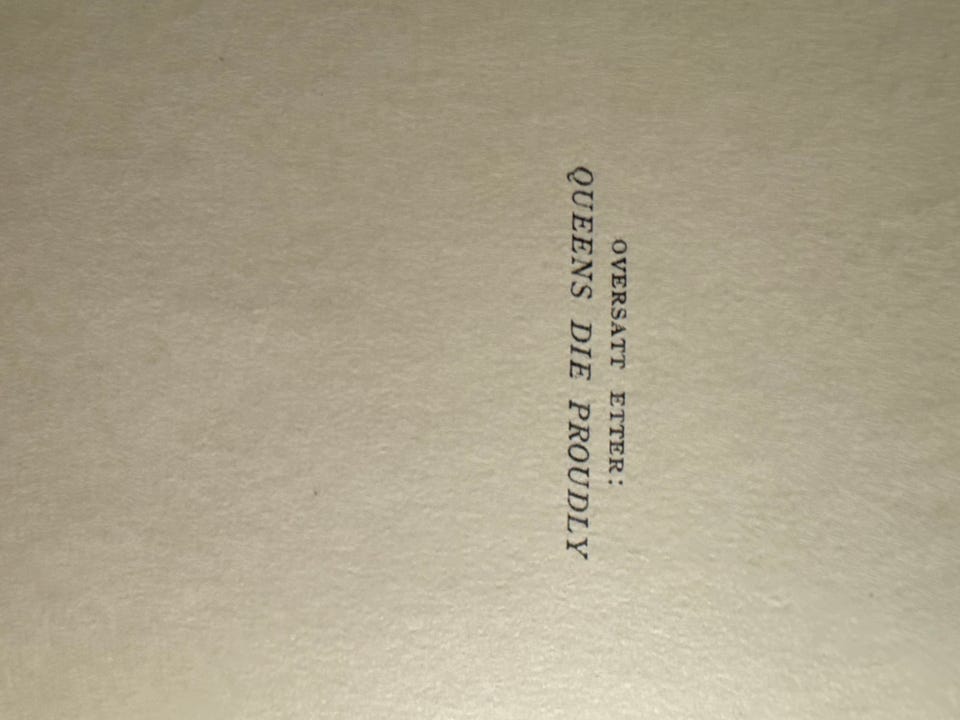 OVERSATT ETTER:
QUEENS DIE PROUDLY